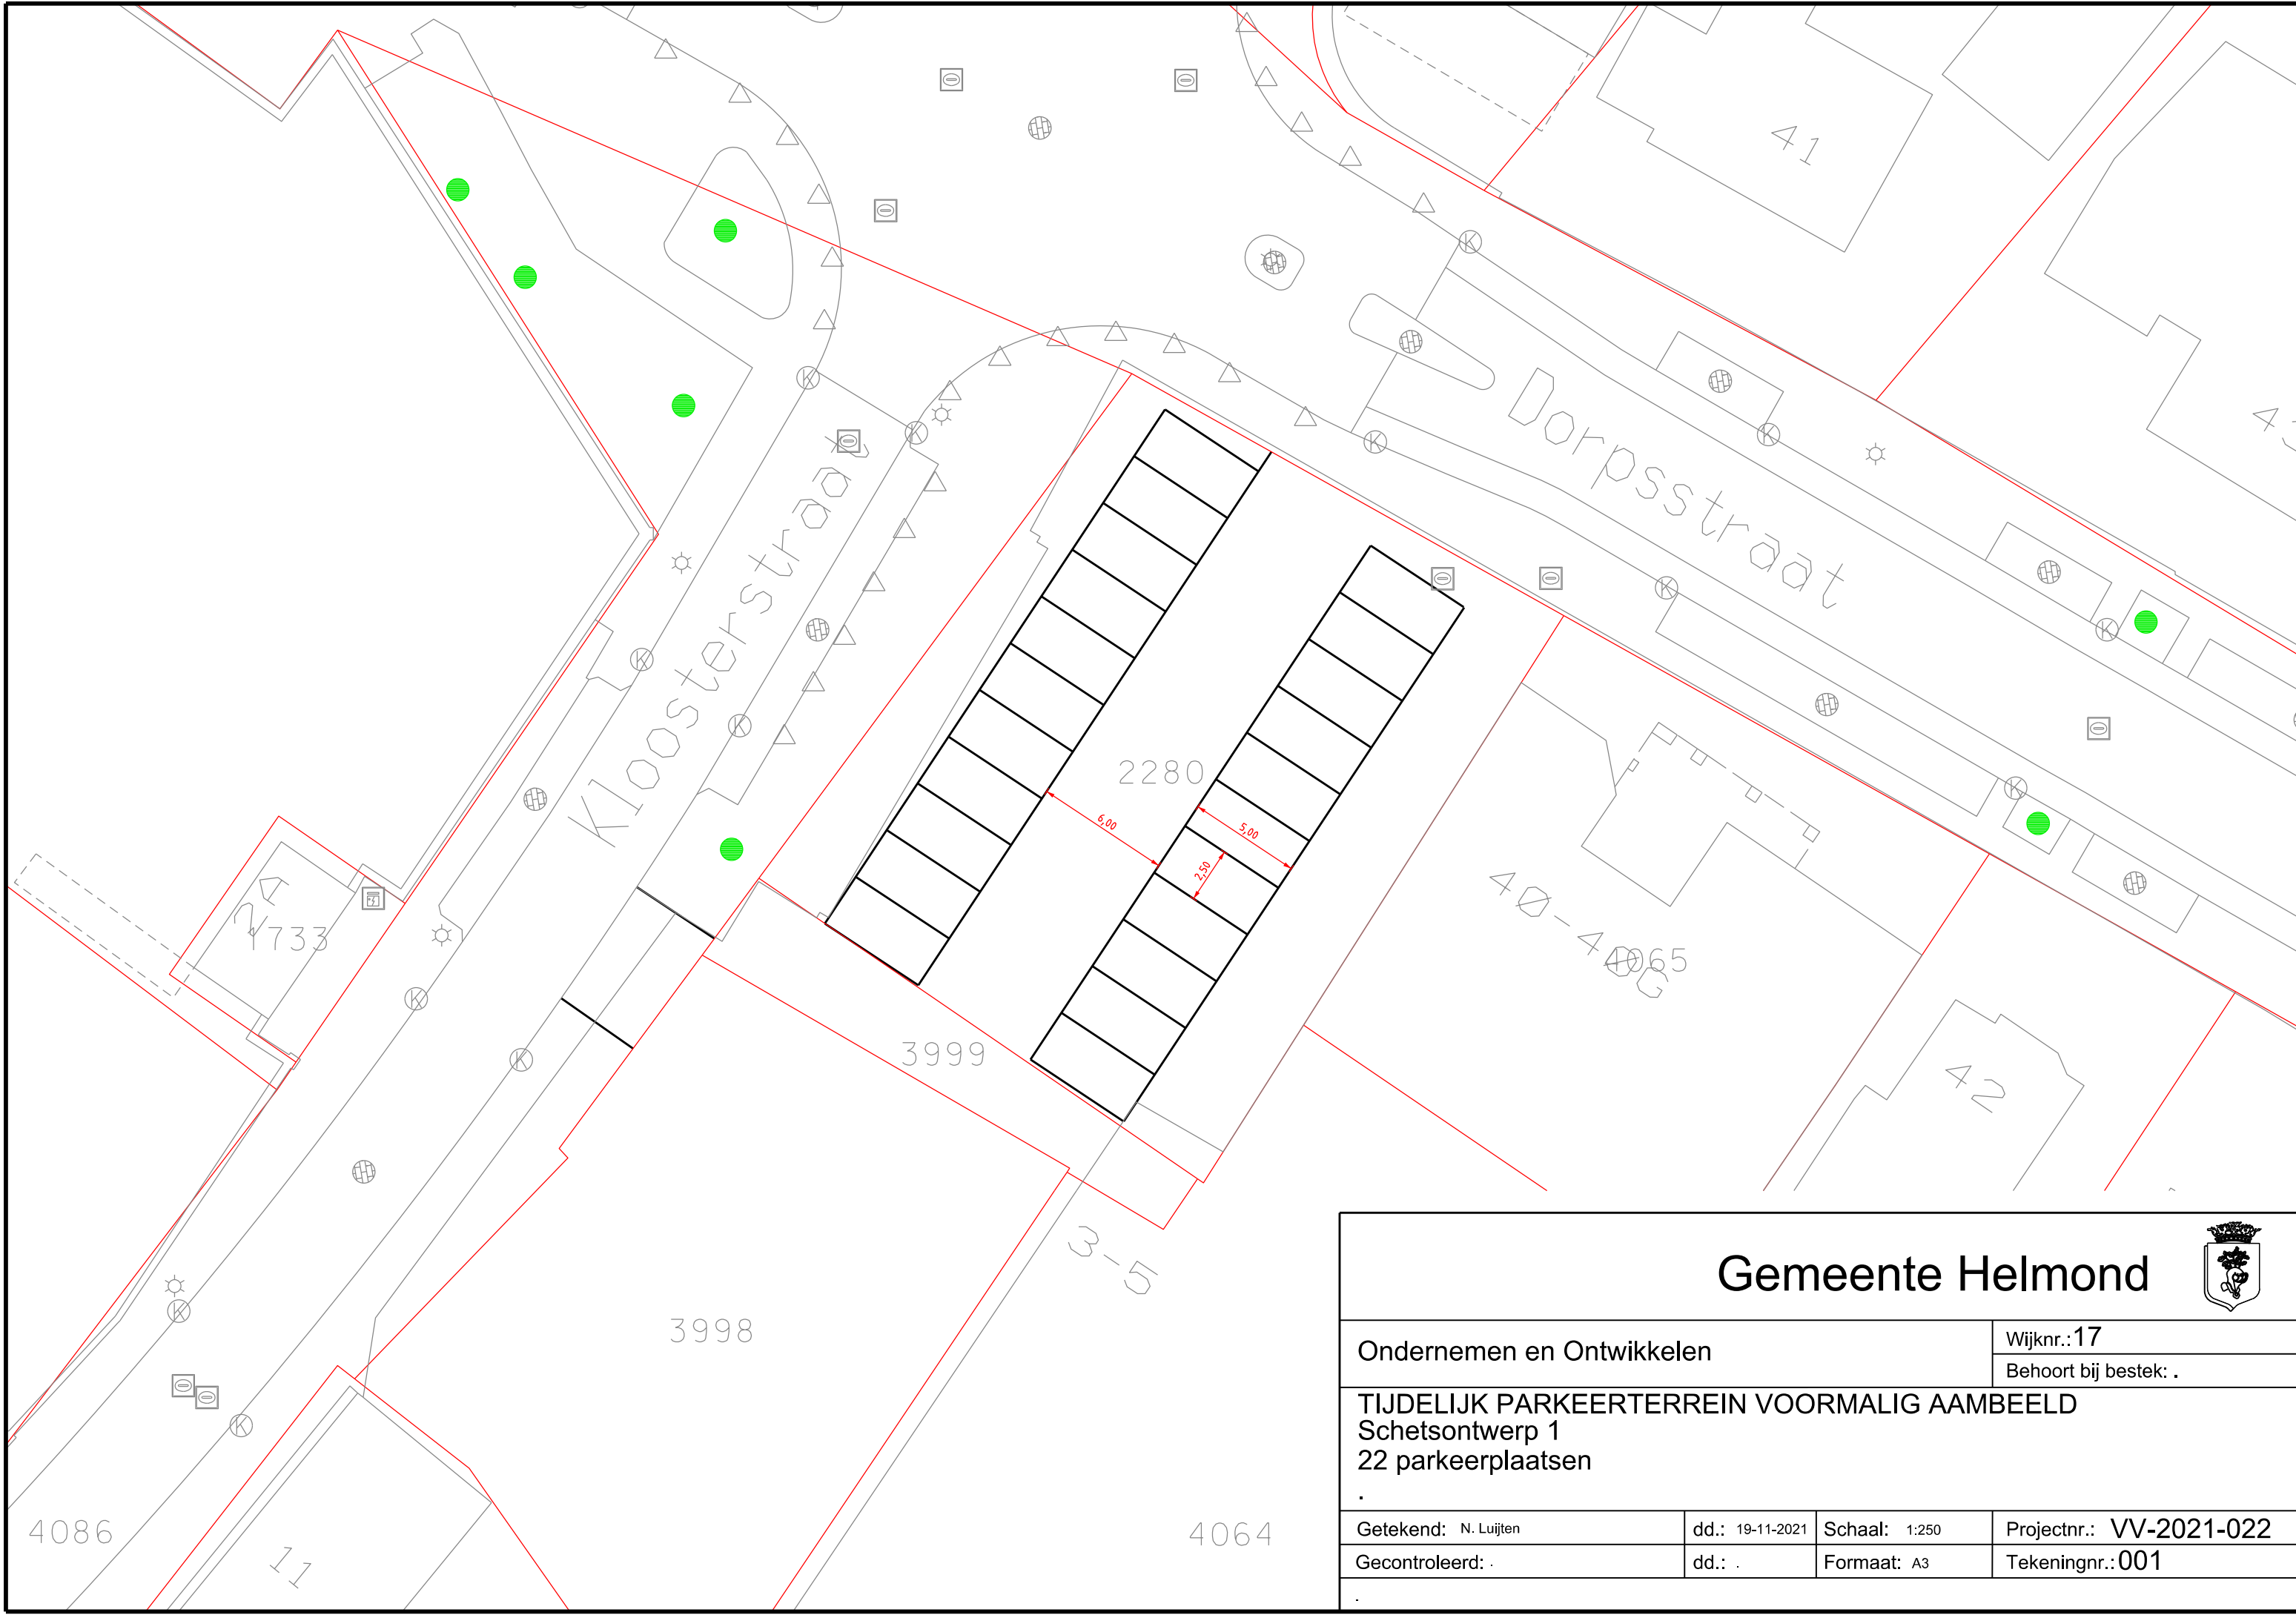 41
43
Dorpsstraat
Kloosterstraat
2280
6,00
5,00
2,50
2A
1733
40-40G
4065
3999
42
3-5
3998
4086
11
4064
Gemeente Helmond
Ondernemen en Ontwikkelen
Wijknr.:17
Behoort bij bestek: .
TIJDELIJK PARKEERTERREIN VOORMALIG AAMBEELD
Schetsontwerp 1
22 parkeerplaatsen
.
Getekend: N. Luijten dd.: 19-11-2021 Schaal: 1:250 Projectnr.: VV-2021-022
Gecontroleerd: . dd.: . Formaat: A3 Tekeningnr.:001
.